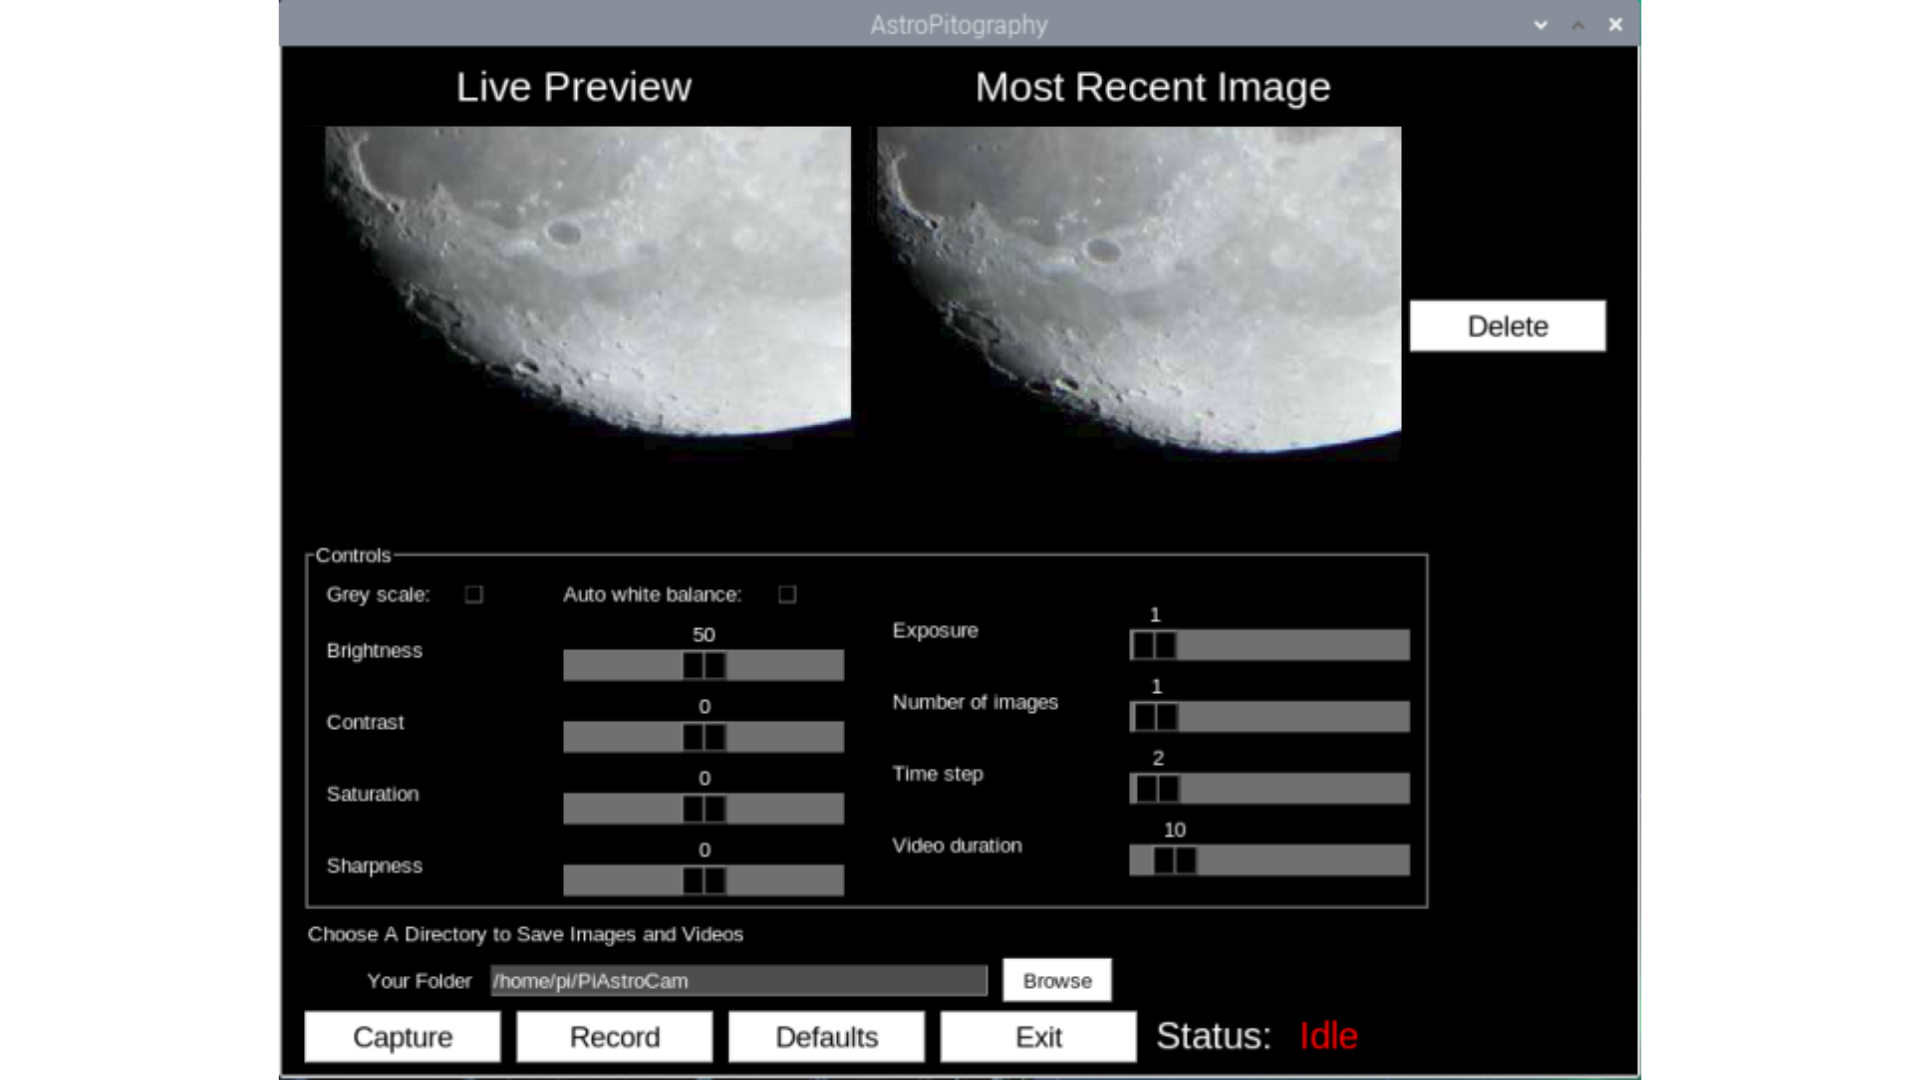 AstroPitography
Live Preview
Most Recent Image
Delete
Controls
Grey scale:
Auto white balance:
Brightness
50
Contrast
0
Saturation
0
Sharpness
0
Exposure
1
Number of images
1
Time step
2
Video duration
10
Choose A Directory to Save Images and Videos
Your Folder /home/pi/PiAstroCam Browse
Capture
Record
Defaults
Exit
Status: Idle